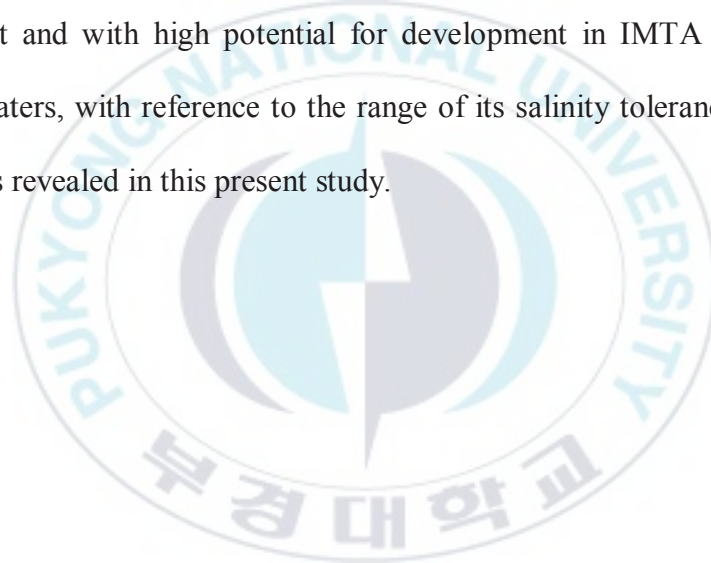 t and with high potential for development in IMTA
aters, with reference to the range of its salinity toleranc
s revealed in this present study.
PUKYONG NATIONAL UNIVERSITY
부경대학교